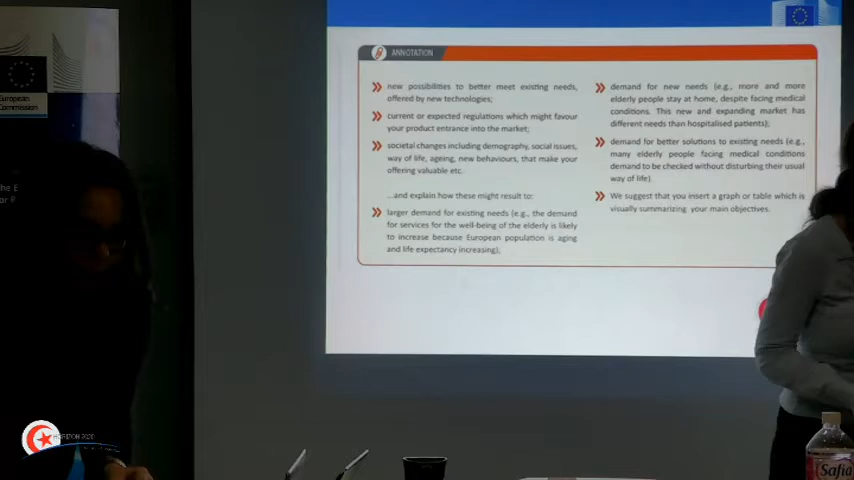 European
Commission
ANNOTATION
new possibilities to better meet existing needs,
offered by new technologies;
current or expected regulations which might favour
your product entrance into the market;
societal changes including demography, social issues,
way of life, ageing, new behaviours, that make your
offering valuable etc.
...and explain how these might result to:
larger demand for existing needs (e.g., the demand
for services for the well-being of the elderly is likely
to increase because European population is aging
and life expectancy increasing);
demand for new needs (e.g., more and more
elderly people stay at home, despite facing medical
conditions. This new and expanding market has
different needs than hospitalised patients);
demand for better solutions to existing needs (e.g.,
many elderly people facing medical conditions
demand to be checked without disturbing their usual
way of life).
We suggest that you insert a graph or table which is
visually summarizing your main objectives.
HORIZON 2020
Safia